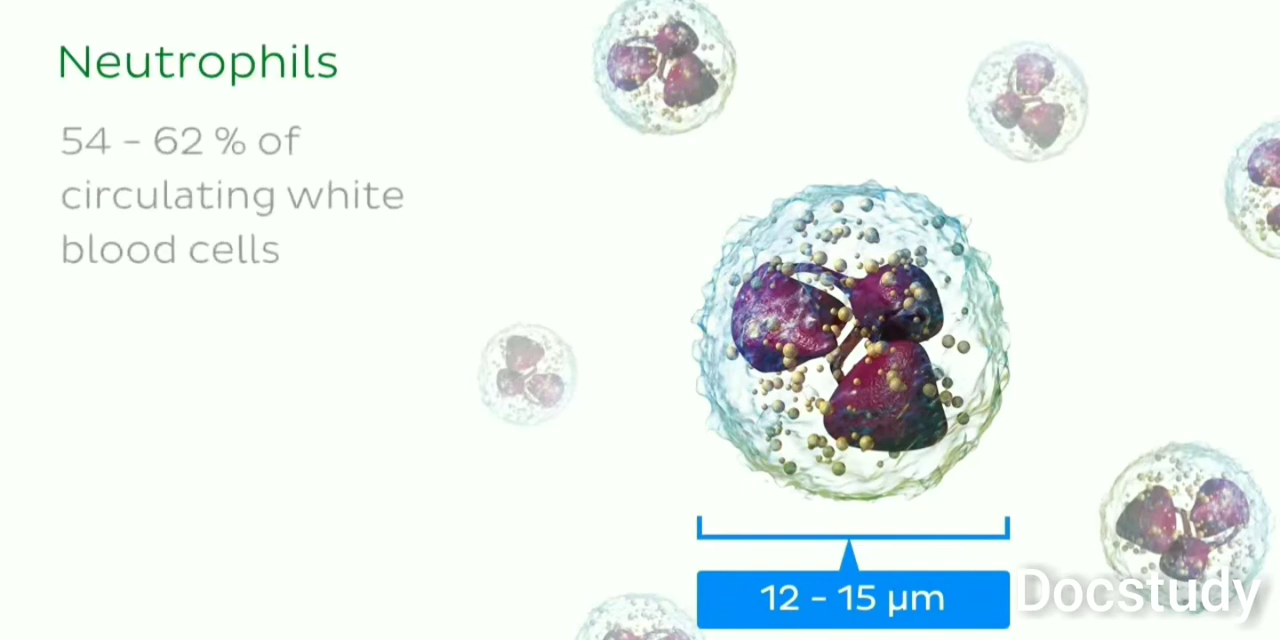 Neutrophils
54 – 62 % of
circulating white
blood cells
12 – 15 µm
Docstudy